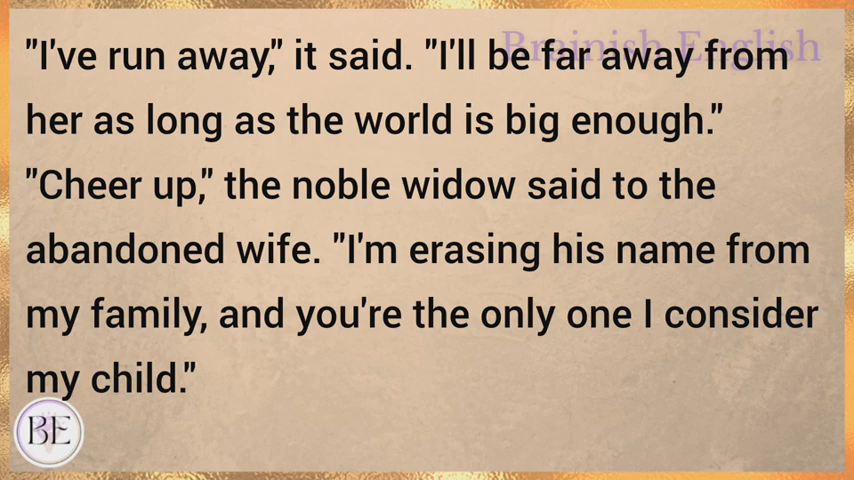 Brainish English
"I've run away," it said. "I'll be far away from
her as long as the world is big enough."
"Cheer up," the noble widow said to the
abandoned wife. "I'm erasing his name from
my family, and you're the only one I consider
my child."
BE